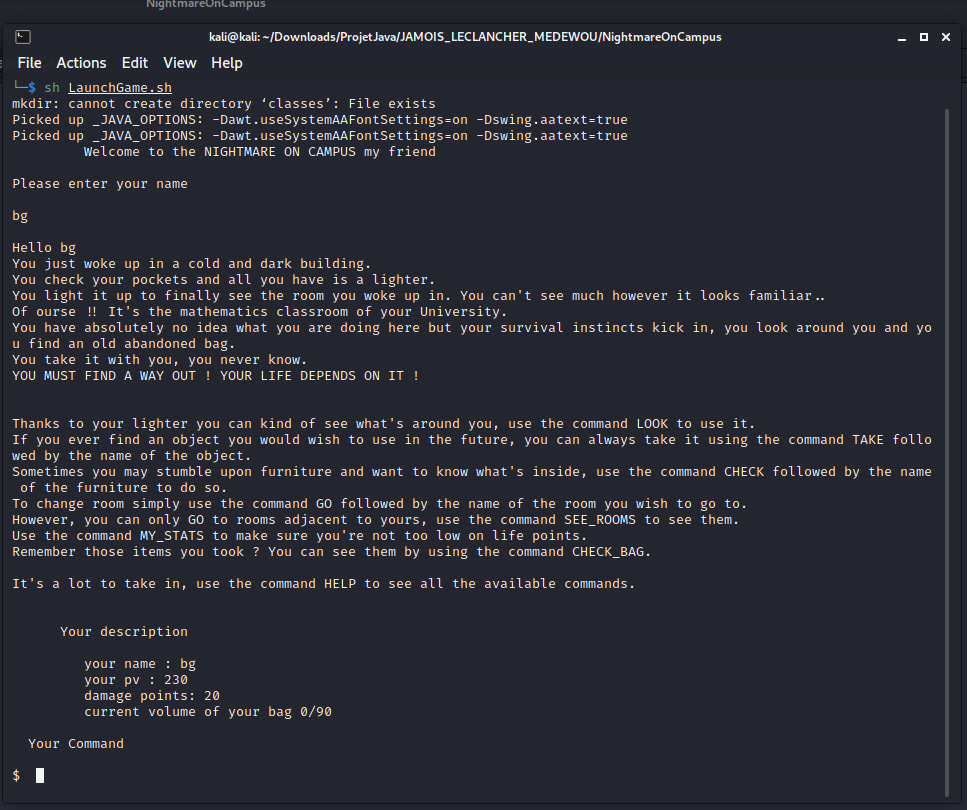 NightmareOnCampus
kali@kali: ~/Downloads/ProjetJava/JAMOIS_LECLANCHER_MEDEWOU/NightmareOnCampus
File Actions Edit View Help
└─$ sh LaunchGame.sh
mkdir: cannot create directory ‘classes’: File exists
Picked up _JAVA_OPTIONS: -Dawt.useSystemAAFontSettings=on -Dswing.aatext=true
Picked up _JAVA_OPTIONS: -Dawt.useSystemAAFontSettings=on -Dswing.aatext=true
Welcome to the NIGHTMARE ON CAMPUS my friend
Please enter your name
bg
Hello bg
You just woke up in a cold and dark building.
You check your pockets and all you have is a lighter.
You light it up to finally see the room you woke up in. You can't see much however it looks familiar..
Of ourse !! It's the mathematics classroom of your University.
You have absolutely no idea what you are doing here but your survival instincts kick in, you look around you and yo
u find an old abandoned bag.
You take it with you, you never know.
YOU MUST FIND A WAY OUT ! YOUR LIFE DEPENDS ON IT !
Thanks to your lighter you can kind of see what's around you, use the command LOOK to use it.
If you ever find an object you would wish to use in the future, you can always take it using the command TAKE follo
wed by the name of the object.
Sometimes you may stumble upon furniture and want to know what's inside, use the command CHECK followed by the name
of the furniture to do so.
To change room simply use the command GO followed by the name of the room you wish to go to.
However, you can only GO to rooms adjacent to yours, use the command SEE_ROOMS to see them.
Use the command MY_STATS to make sure you're not too low on life points.
Remember those items you took ? You can see them by using the command CHECK_BAG.
It's a lot to take in, use the command HELP to see all the available commands.
Your description
your name : bg
your pv : 230
damage points: 20
current volume of your bag 0/90
Your Command
$